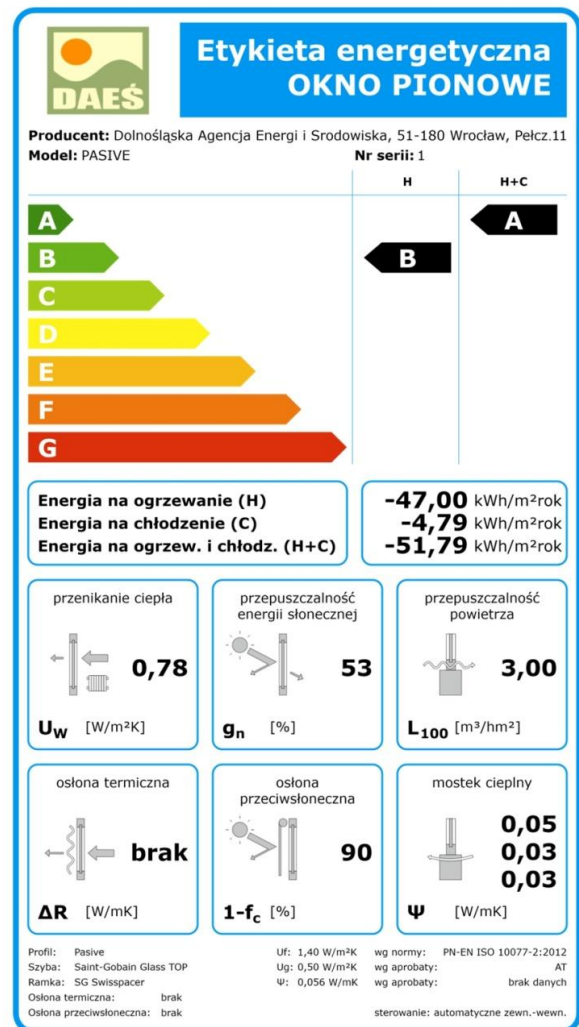 DAEŚ
Etykieta energetyczna
OKNO PIONOWE
Producent: Dolnośląska Agencja Energi i Srodowiska, 51-180 Wrocław, Pełcz.11
Model: PASIVE Nr serii: 1
H H+C
A A
B B
C
D
E
F
G
Energia na ogrzewanie (H) -47,00 kWh/m²rok
Energia na chłodzenie (C) -4,79 kWh/m²rok
Energia na ogrzew. i chłodz. (H+C) -51,79 kWh/m²rok
przenikanie ciepła
0,78
Uw [W/m²K]
przepuszczalność
energii słonecznej
53
gn [%]
przepuszczalność
powietrza
3,00
L100 [m³/hm²]
osłona termiczna
brak
ΔR [W/mK]
osłona
przeciwsłoneczna
90
1-fc [%]
mostek cieplny
0,05
0,03
0,03
Ψ [W/mK]
Profil: Pasive Uf: 1,40 W/m²K wg normy: PN-EN ISO 10077-2:2012
Szyba: Saint-Gobain Glass TOP Ug: 0,50 W/m²K wg aprobaty: AT
Ramka: SG Swisspacer Ψ: 0,056 W/mK wg aprobaty: brak danych
Osłona termiczna: brak
Osłona przeciwsłoneczna: brak sterowanie: automatyczne zewn.-wewn.